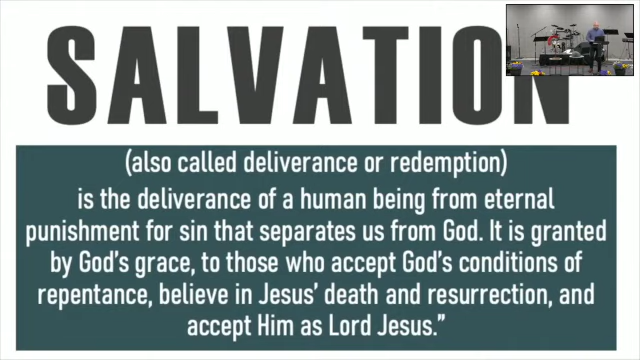 SALVATION
(also called deliverance or redemption)
is the deliverance of a human being from eternal
punishment for sin that separates us from God. It is granted
by God's grace, to those who accept God's conditions of
repentance, believe in Jesus' death and resurrection, and
accept Him as Lord Jesus."